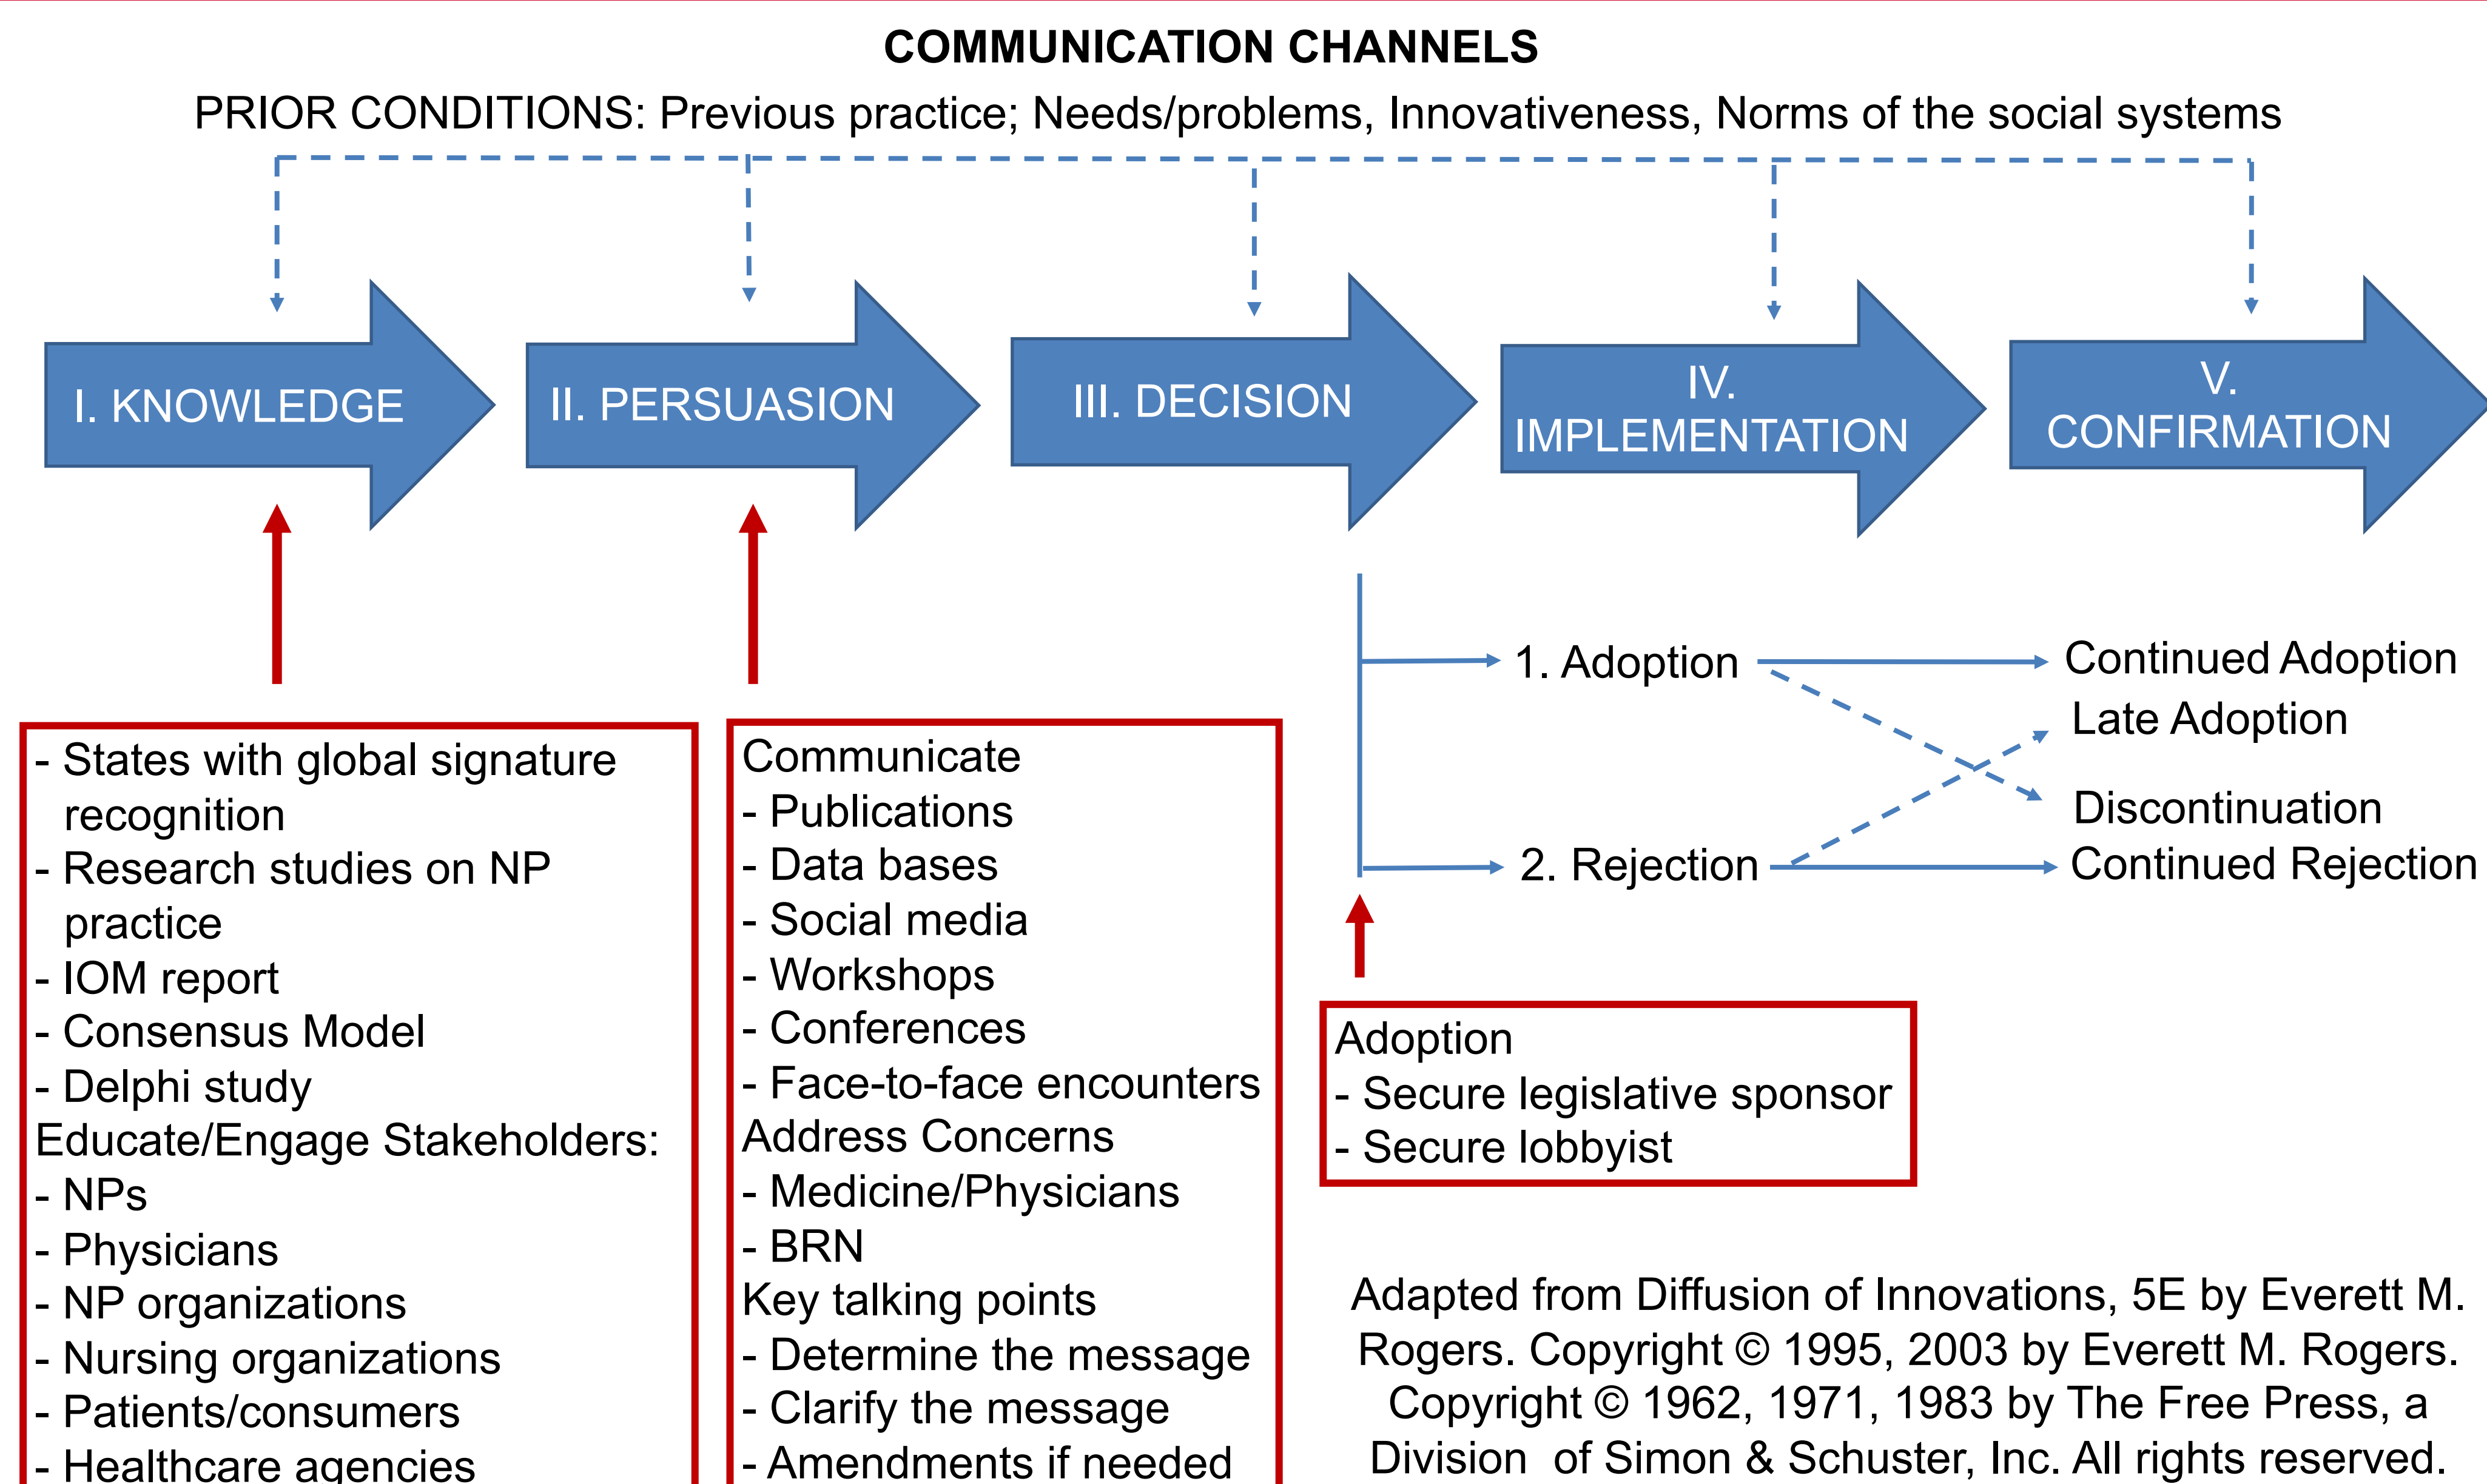 COMMUNICATION CHANNELS
PRIOR CONDITIONS: Previous practice; Needs/problems, Innovativeness, Norms of the social systems
I. KNOWLEDGE
II. PERSUASION
III. DECISION
IV.
IMPLEMENTATION
V.
CONFIRMATION
- States with global signature
recognition
- Research studies on NP
practice
- IOM report
- Consensus Model
- Delphi study
Educate/Engage Stakeholders:
- NPs
- Physicians
- NP organizations
- Nursing organizations
- Patients/consumers
- Healthcare agencies
Communicate
- Publications
- Data bases
- Social media
- Workshops
- Conferences
- Face-to-face encounters
Address Concerns
- Medicine/Physicians
- BRN
Key talking points
- Determine the message
- Clarify the message
- Amendments if needed
1. Adoption
2. Rejection
Continued Adoption
Late Adoption
Discontinuation
Continued Rejection
Adoption
- Secure legislative sponsor
- Secure lobbyist
Adapted from Diffusion of Innovations, 5E by Everett M.
Rogers. Copyright © 1995, 2003 by Everett M. Rogers.
Copyright © 1962, 1971, 1983 by The Free Press, a
Division of Simon & Schuster, Inc. All rights reserved.